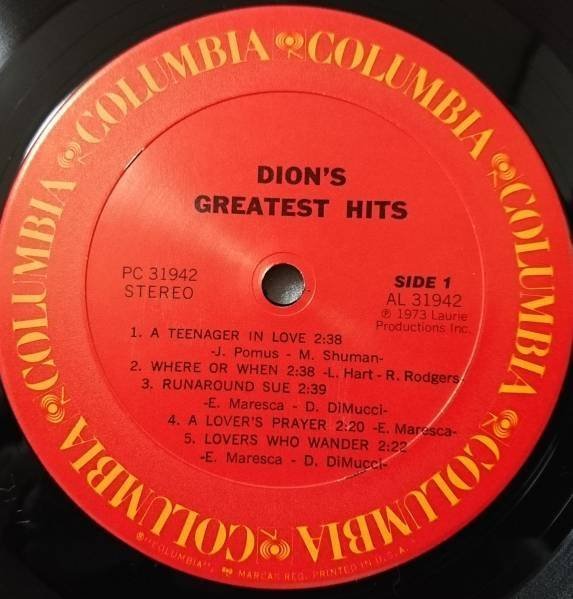 COLUMBIA COLUMBIA COLUMBIA COLUMBIA COLUMBIA COLUMBIA COLUMBIA COLUMBIA
DION'S
GREATEST HITS
PC 31942
STEREO
SIDE 1
AL 31942
℗ 1973 Laurie
Productions Inc.
1. A TEENAGER IN LOVE 2:38
-J. Pomus - M. Shuman-
2. WHERE OR WHEN 2:38 -L. Hart - R. Rodgers-
3. RUNAROUND SUE 2:39
-E. Maresca - D. DiMucci-
4. A LOVER'S PRAYER 2:20 -E. Maresca-
5. LOVERS WHO WANDER 2:22
-E. Maresca - D. DiMucci-
®"COLUMBIA", MARCAS REG. PRINTED IN U.S.A.